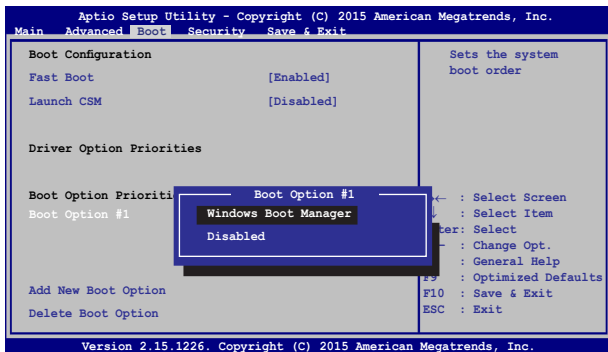 Aptio Setup Utility - Copyright (C) 2015 American Megatrends, Inc.
Main Advanced Boot Security Save & Exit
Boot Configuration
Fast Boot [Enabled]
Launch CSM [Disabled]
Driver Option Priorities
Boot Option Prioriti
Boot Option #1
Add New Boot Option
Delete Boot Option
Boot Option #1
Windows Boot Manager
Disabled
Sets the system
boot order
→← : Select Screen
: Select Item
ter: Select
— : Change Opt.
: General Help
F9 : Optimized Defaults
F10 : Save & Exit
ESC : Exit
Version 2.15.1226. Copyright (C) 2015 American Megatrends, Inc.